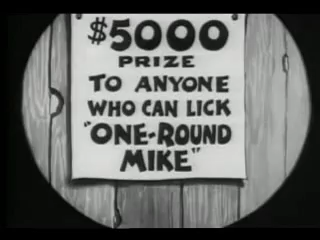 $5000
PRIZE
TO ANYONE
WHO CAN LICK
"ONE-ROUND
MIKE"